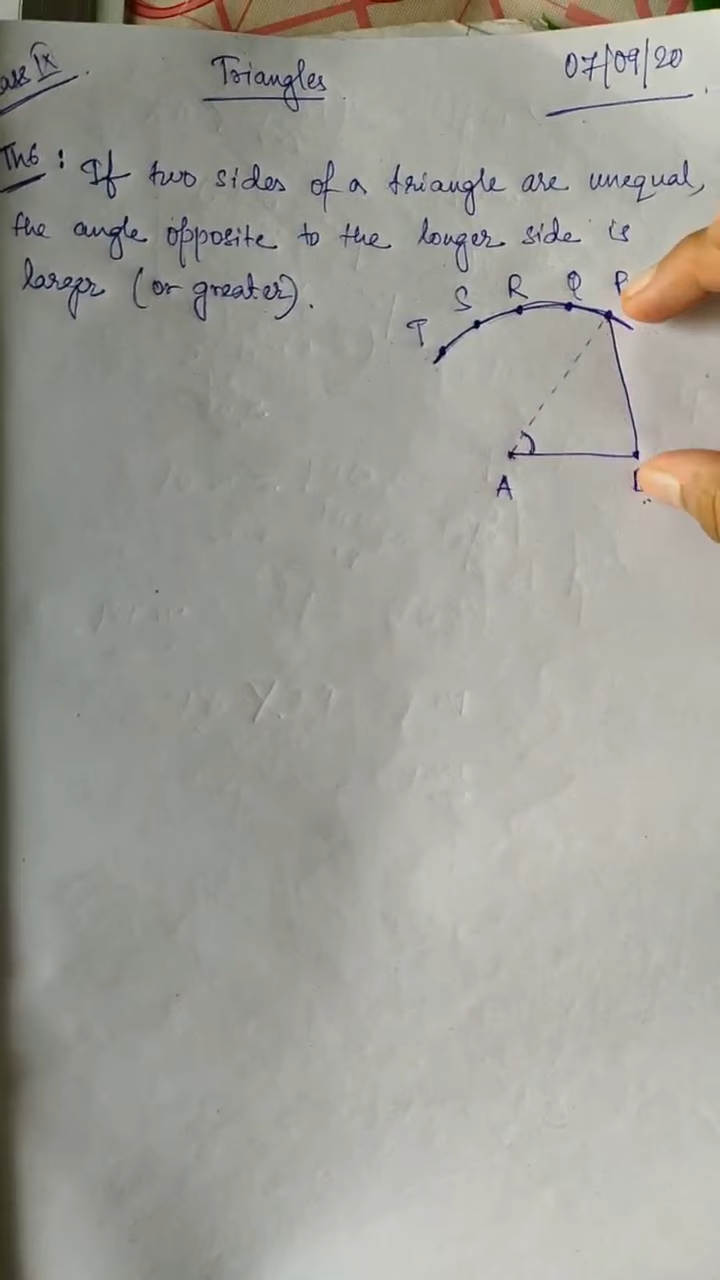 IX
Triangles
07/09/20
Th6 : If two sides of a triangle are unequal,
the angle opposite to the longer side is
larger (or greater).
T S R Q P
A